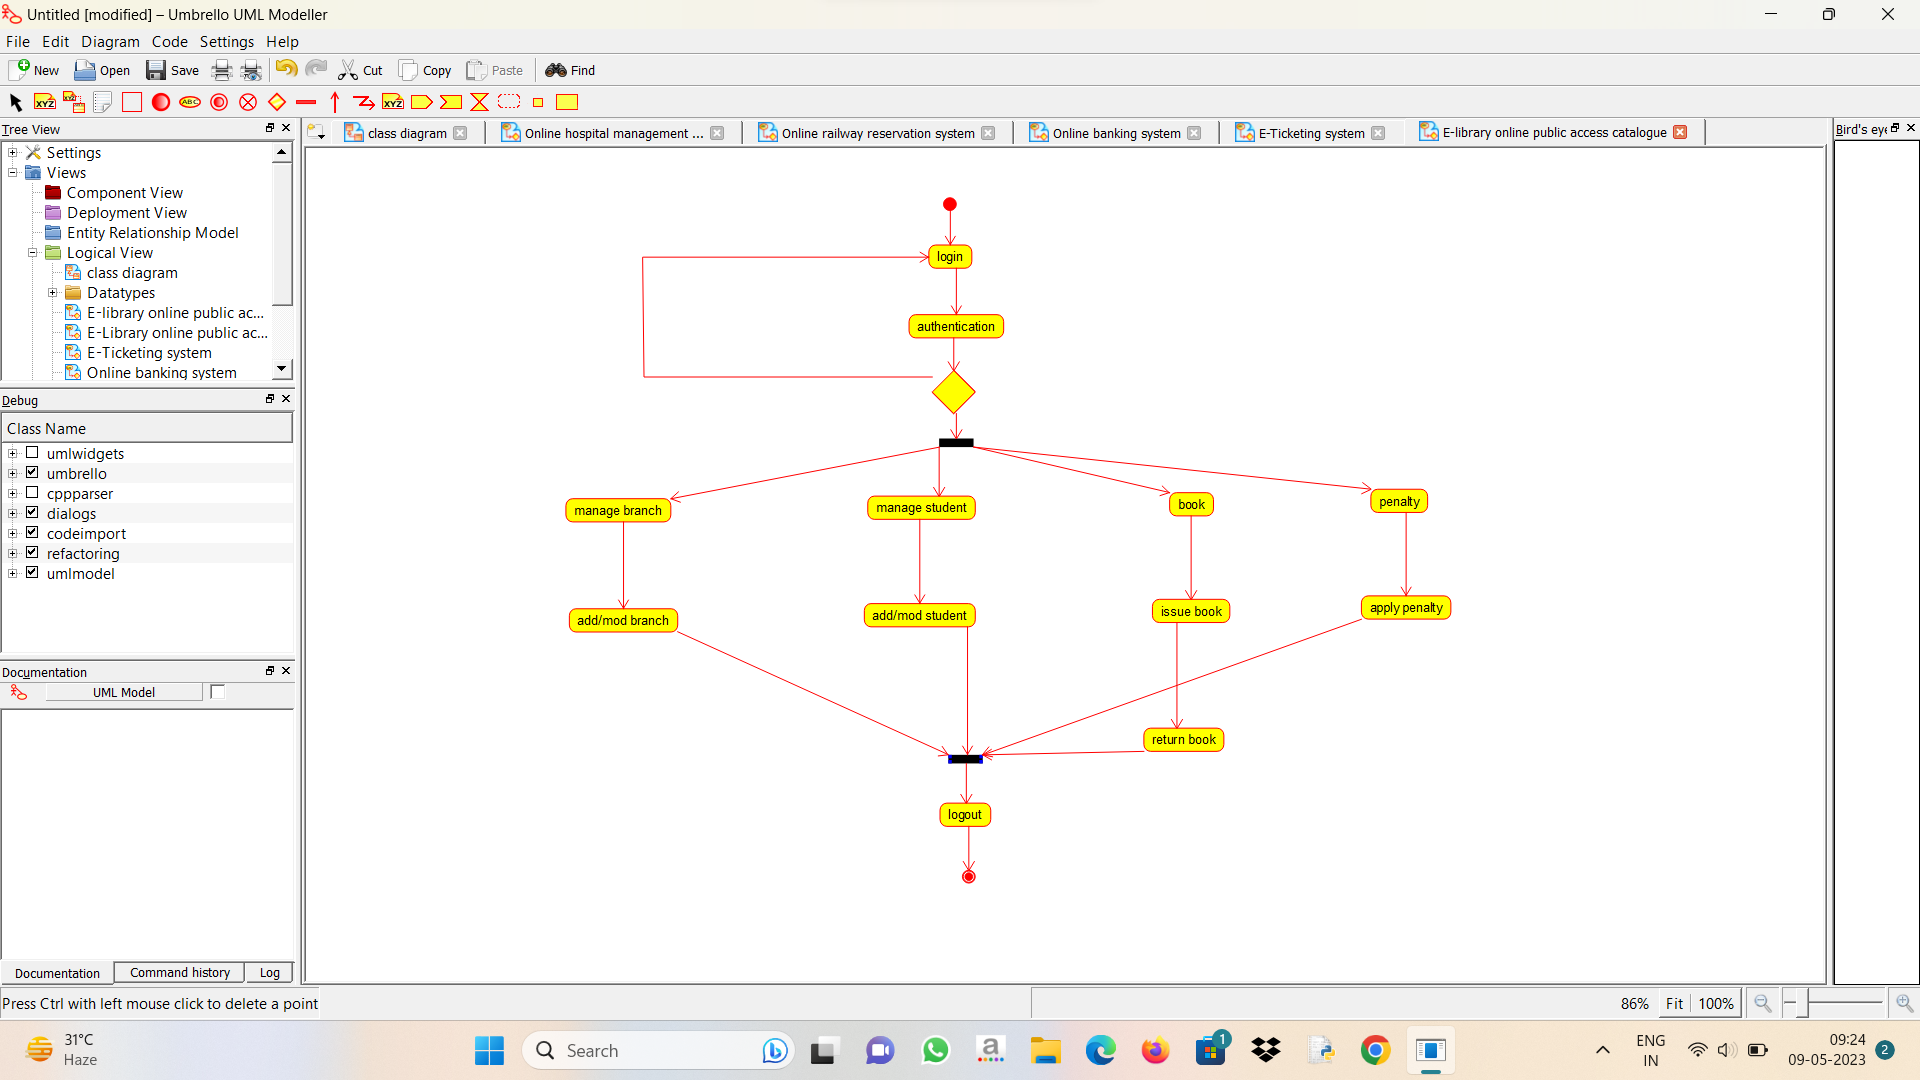 Untitled [modified] – Umbrello UML Modeller
File Edit Diagram Code Settings Help
New Open Save Cut Copy Paste Find
XYZ XYZ ABC XYZ
Tree View
Settings
Views
Component View
Deployment View
Entity Relationship Model
Logical View
class diagram
Datatypes
E-library online public ac...
E-Library online public ac...
E-Ticketing system
Online banking system
Debug
Class Name
umlwidgets
umbrello
cppparser
dialogs
codeimport
refactoring
umlmodel
Documentation
UML Model
Documentation Command history Log
class diagram Online hospital management ... Online railway reservation system Online banking system E-Ticketing system E-library online public access catalogue
Bird's eye
login
authentication
manage branch manage student book penalty
add/mod branch add/mod student issue book apply penalty
return book
logout
Press Ctrl with left mouse click to delete a point
86% Fit 100%
31°C
Haze
Search
a
1
ENG
IN
09:24
09-05-2023
2